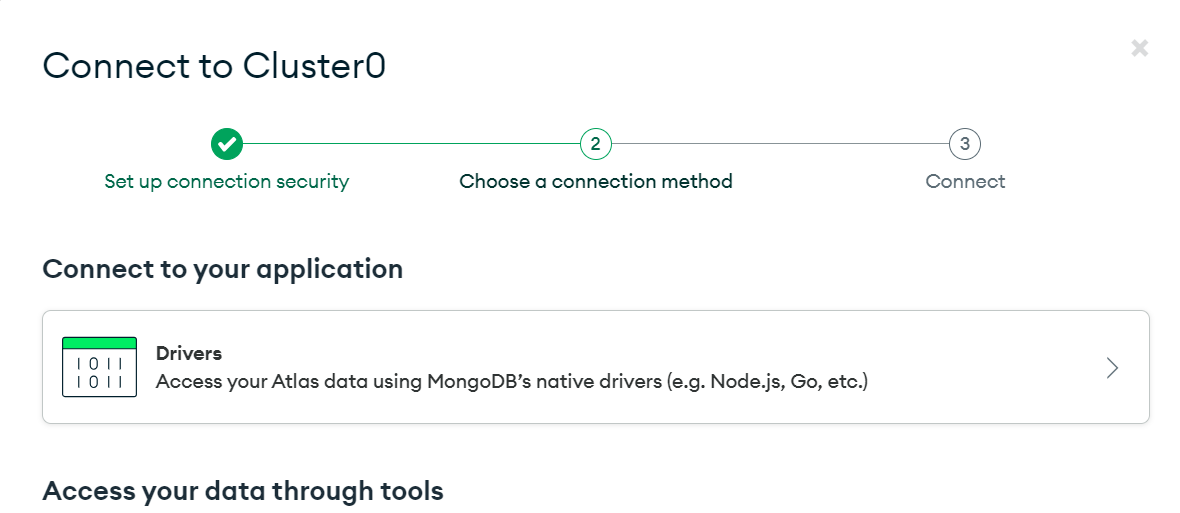 Connect to Cluster0
2
3
Set up connection security
Choose a connection method
Connect
Connect to your application
1011
1011
Drivers
Access your Atlas data using MongoDB’s native drivers (e.g. Node.js, Go, etc.)
Access your data through tools